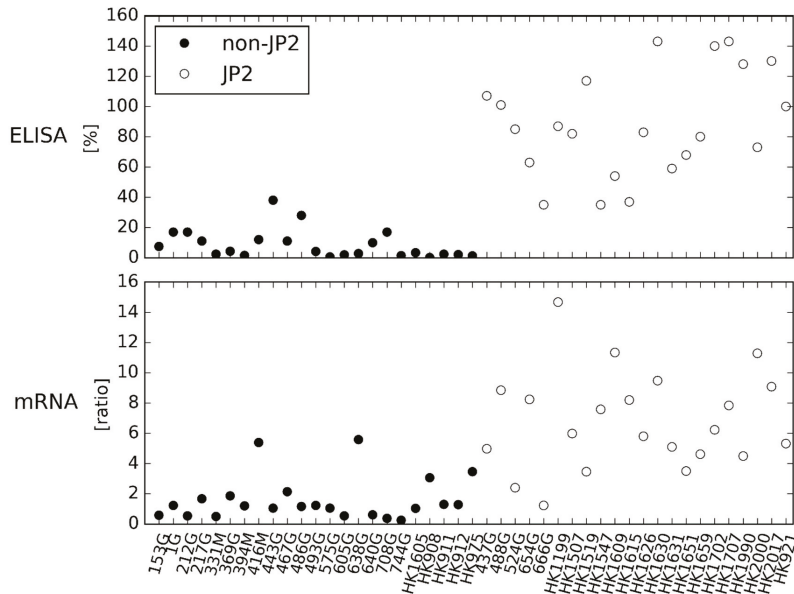 160
140
120
100
80
60
40
20
0
ELISA
[%]
non-JP2
JP2
16
14
12
10
8
6
4
2
0
mRNA
[ratio]
153G
1G
212G
217G
331M
369G
394M
416M
443G
467G
486G
493G
575G
605G
638G
640G
708G
744G
HK1605
HK908
HK911
HK912
HK975
437G
488G
524G
654G
666G
HK1199
HK1507
HK1519
HK1547
HK1609
HK1615
HK1626
HK1630
HK1631
HK1651
HK1659
HK1702
HK1707
HK1990
HK2000
HK2017
HK921